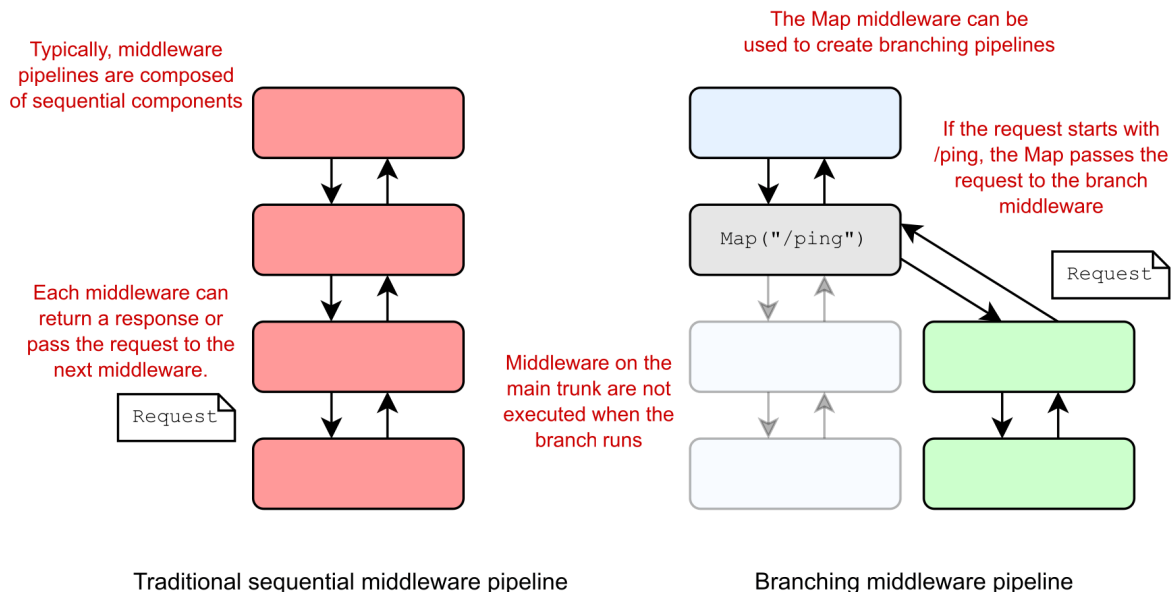 Typically, middleware
pipelines are composed
of sequential components
Each middleware can
return a response or
pass the request to the
next middleware.
Request
Traditional sequential middleware pipeline
The Map middleware can be
used to create branching pipelines
If the request starts with
/ping, the Map passes the
request to the branch
middleware
Map("/ping")
Request
Middleware on the
main trunk are not
executed when the
branch runs
Branching middleware pipeline